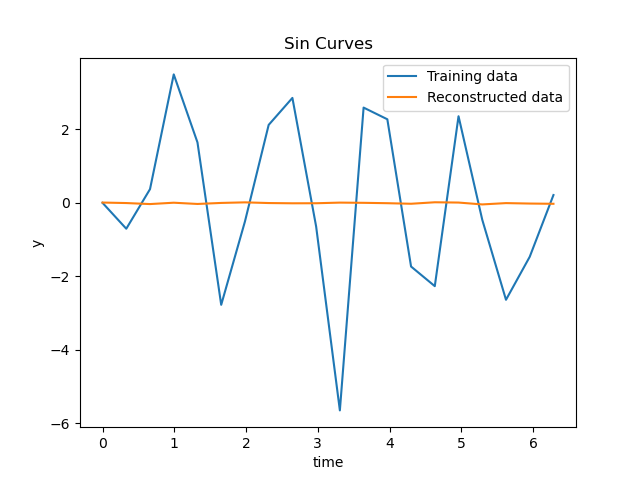 Sin Curves
Training data
Reconstructed data
2
0
−2
−4
−6
y
0 1 2 3 4 5 6
time